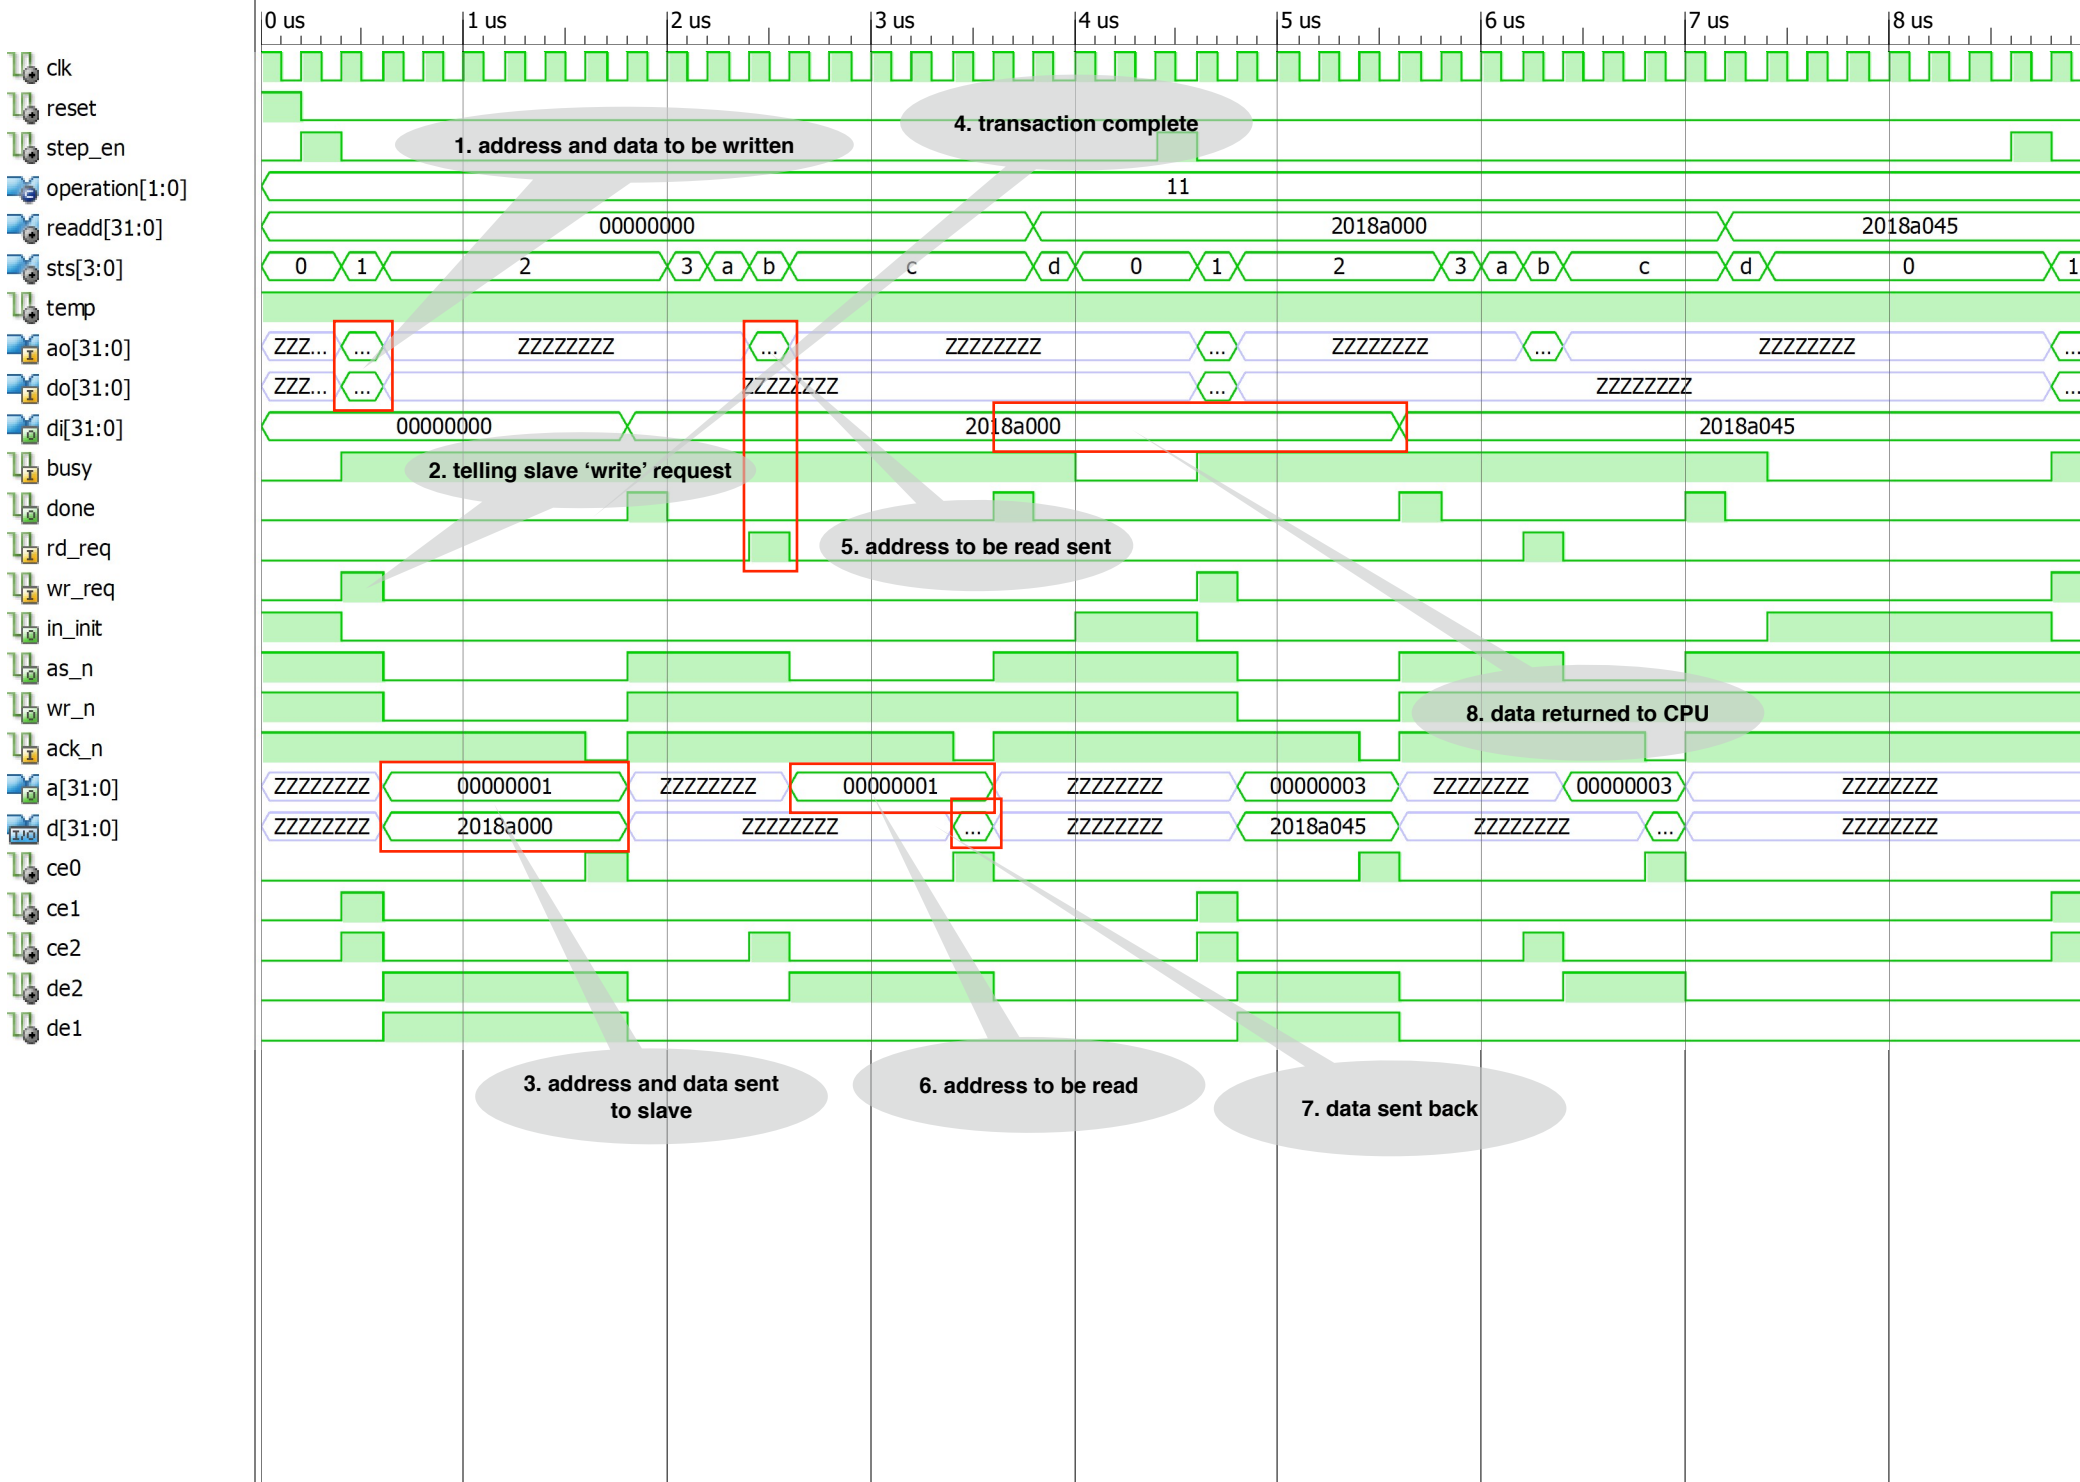 0 us 1 us 2 us 3 us 4 us 5 us 6 us 7 us 8 us
clk
reset
4. transaction complete
step_en
1. address and data to be written
operation[1:0] 11
readd[31:0] 00000000 2018a000 2018a045
sts[3:0] 0 1 2 3 a b c d 0 1 2 3 a b c d 0 1
temp
ao[31:0] ZZZ... ... ZZZZZZZZ ... ZZZZZZZZ ... ZZZZZZZZ ... ZZZZZZZZ ...
do[31:0] ZZZ... ... ZZZZZZZZ ... ZZZZZZZZ ...
di[31:0] 00000000 2018a000 2018a045
busy
2. telling slave ‘write’ request
done
rd_req
5. address to be read sent
wr_req
in_init
as_n
wr_n
8. data returned to CPU
ack_n
a[31:0] ZZZZZZZZ 00000001 ZZZZZZZZ 00000001 ZZZZZZZZ 00000003 ZZZZZZZZ 00000003 ZZZZZZZZ
d[31:0] ZZZZZZZZ 2018a000 ZZZZZZZZ ... ZZZZZZZZ 2018a045 ZZZZZZZZ ... ZZZZZZZZ
ce0
ce1
ce2
de2
de1
3. address and data sent
to slave
6. address to be read
7. data sent back